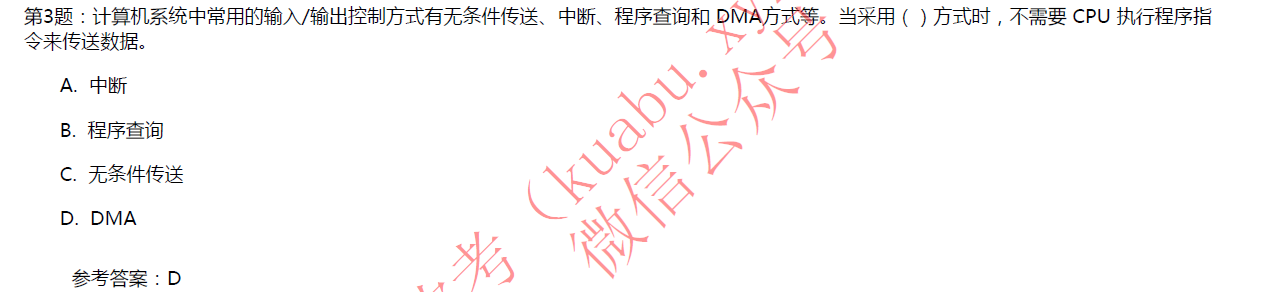 第3题：计算机系统中常用的输入/输出控制方式有无条件传送、中断、程序查询和 DMA方式等。当采用（ ）方式时，不需要 CPU 执行程序指
令来传送数据。
A. 中断
B. 程序查询
C. 无条件传送
D. DMA
参考答案：D
考（kuabu.xy
微信公众号